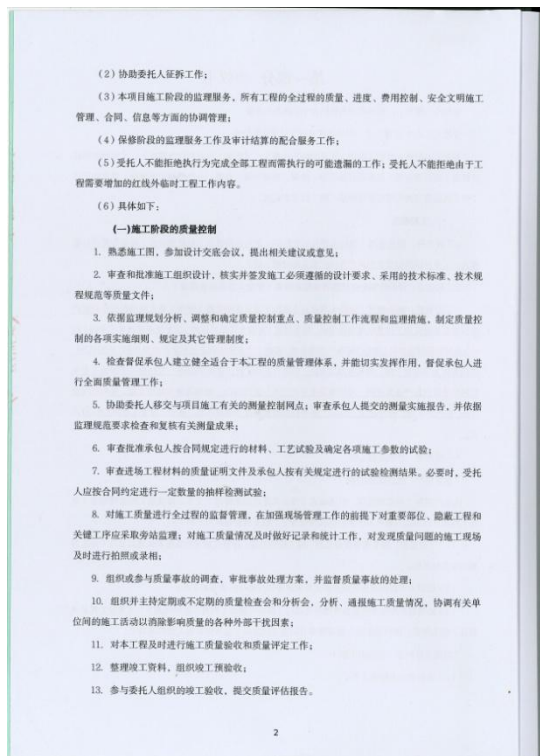 （2）协助委托人征拆工作；
（3）本项目施工阶段的监理服务，所有工程的全过程的质量、进度、费用控制、安全文明施工
管理、合同、信息等方面的协调管理；
（4）保修阶段的监理服务工作及审计结算的配合服务工作；
（5）受托人不能拒绝执行为完成全部工程而需执行的可能遗漏的工作；受托人不能拒绝由于工
程需要增加的红线外临时工程工作内容。
（6）具体如下：
(一)施工阶段的质量控制
1. 熟悉施工图，参加设计交底会议，提出相关建议或意见；
2. 审查和批准施工组织设计，核实并签发施工必须遵循的设计要求、采用的技术标准、技术规
程规范等质量文件；
3. 依据监理规划分析、调整和确定质量控制重点、质量控制工作流程和监理措施，制定质量控
制的各项实施细则、规定及其它管理制度；
4. 检查督促承包人建立健全适合于本工程的质量管理体系，并能切实发挥作用，督促承包人进
行全面质量管理工作；
5. 协助委托人移交与项目施工有关的测量控制网点；审查承包人提交的测量实施报告，并依据
监理规范要求检查和复核有关测量成果；
6. 审查批准承包人按合同规定进行的材料、工艺试验及确定各项施工参数的试验；
7. 审查进场工程材料的质量证明文件及承包人按有关规定进行的试验检测结果。必要时，受托
人应按合同约定进行一定数量的抽样检测试验；
8. 对施工质量进行全过程的监督管理，在加强现场管理工作的前提下对重要部位、隐蔽工程和
关键工序应采取旁站监理；对施工质量情况及时做好记录和统计工作，对发现质量问题的施工现场
及时进行拍照或录相；
9. 组织或参与质量事故的调查，审批事故处理方案，并监督质量事故的处理；
10. 组织并主持定期或不定期的质量检查会和分析会，分析、通报施工质量情况，协调有关单
位间的施工活动以消除影响质量的各种外部干扰因素；
11. 对本工程及时进行施工质量验收和质量评定工作；
12. 整理竣工资料，组织竣工预验收；
13. 参与委托人组织的竣工验收，提交质量评估报告。
2